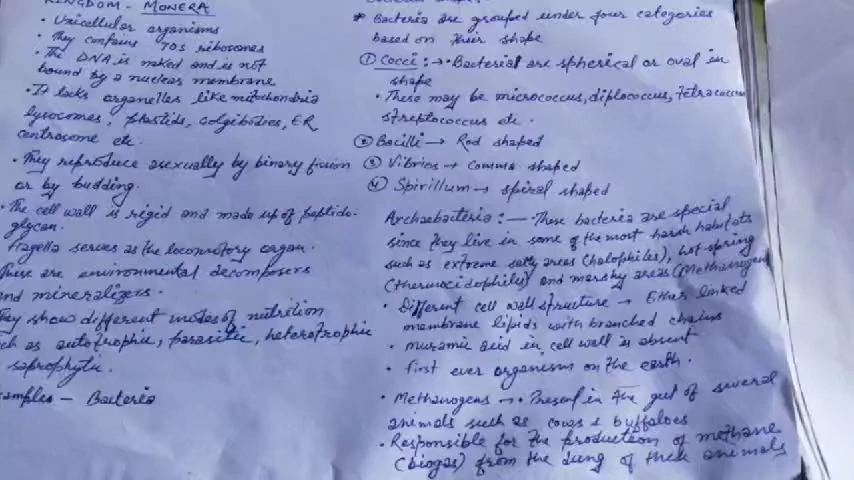 KINGDOM - MONERA
• Unicellular organisms
• They contains 70s ribosomes
• The DNA is naked and is not
bound by a nuclear membrane
• It lacks organelles like mitochondria
lysosomes, plastids, Golgibodies, ER,
centrosome etc.
• They reproduce asexually by binary fission
or by budding.
• The cell wall is rigid and made up of peptido-
glycan.
flagella serves as the locomotory organ.
These are environmental decomposers
and mineralizers.
They show different modes of nutrition
such as autotrophic, parasitic, heterotrophic
saprophytic.
Examples - Bacteria
* Bacteria are grouped under four categories
based on their shape
① Cocci: → • Bacterial are spherical or oval in
shape
• These may be micrococcus, diplococcus, tetracoccus
streptococcus etc.
② Bacilli → Rod shaped
③ Vibrios → Comma shaped
④ Spirillum → spiral shaped
Archaebacteria: — These bacteria are special
since they live in some of the most harsh habitats
such as extreme salty areas (halophiles), hot spring
(thermocidophiles) and marshy areas (Methanogen
• Different cell wall structure → Ether linked
membrane lipids with branched chains
• muramic acid in cell wall is absent
• first ever organism on the earth.
• Methanogens → • Present in the gut of several
animals such as cows & buffaloes
• Responsible for the production of methane
(biogas) from the dung of these animals